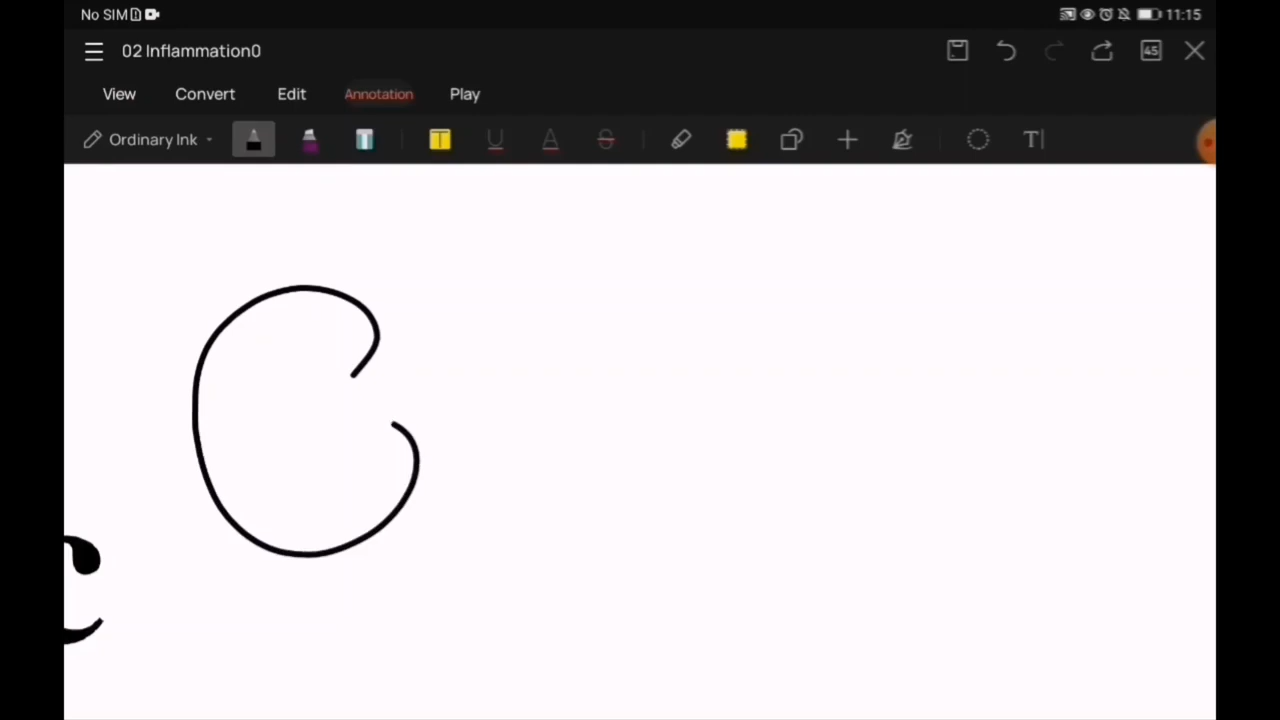 No SIM 11:15
02 Inflammation0 45
View Convert Edit Annotation Play
Ordinary Ink T A T
c